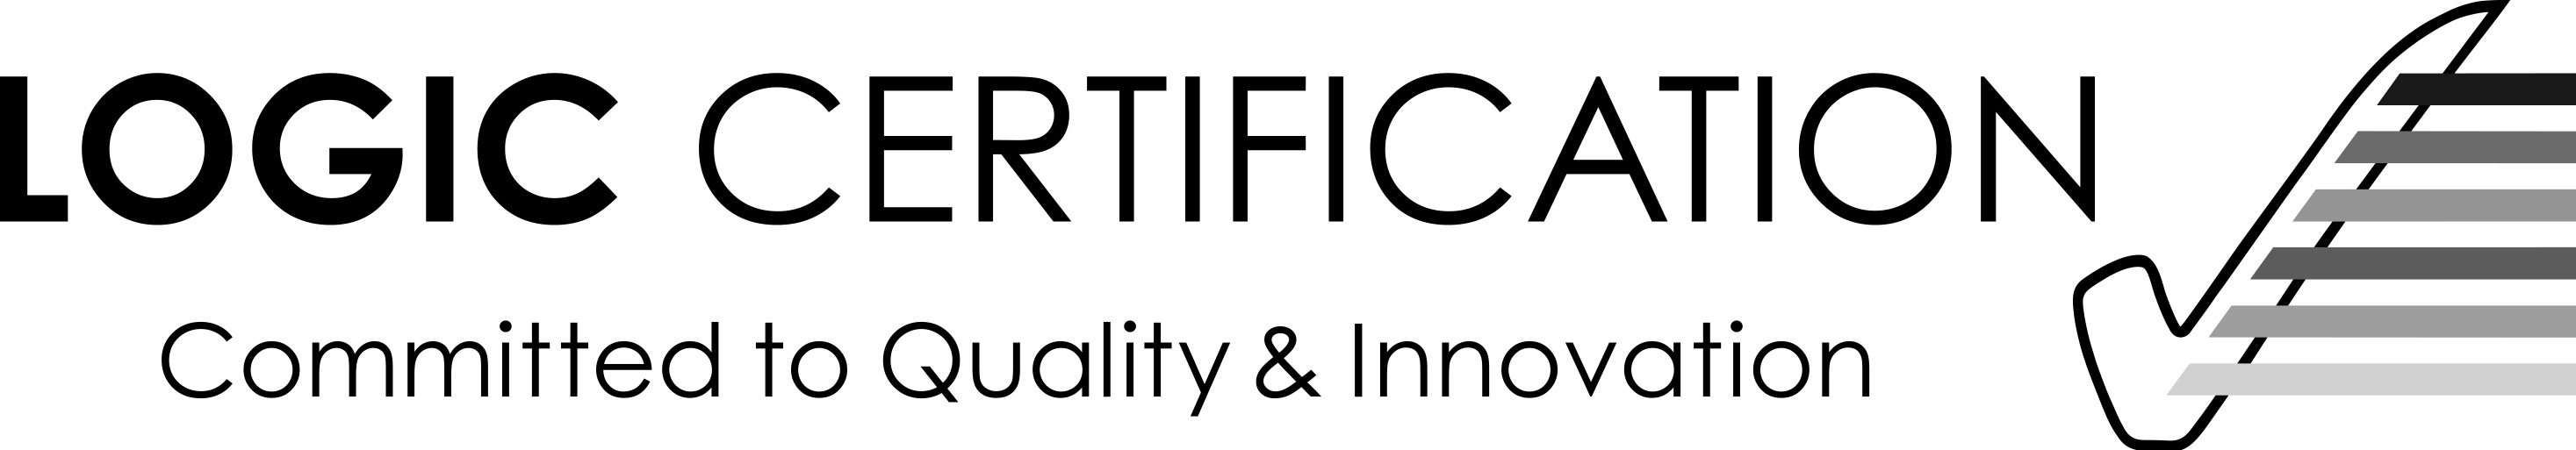 LOGIC CERTIFICATION
Committed to Quality & Innovation